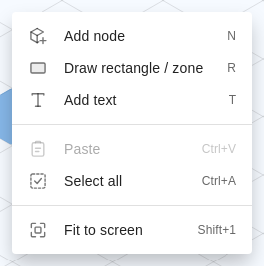 Add node N
Draw rectangle / zone R
Add text T
Paste Ctrl+V
Select all Ctrl+A
Fit to screen Shift+1